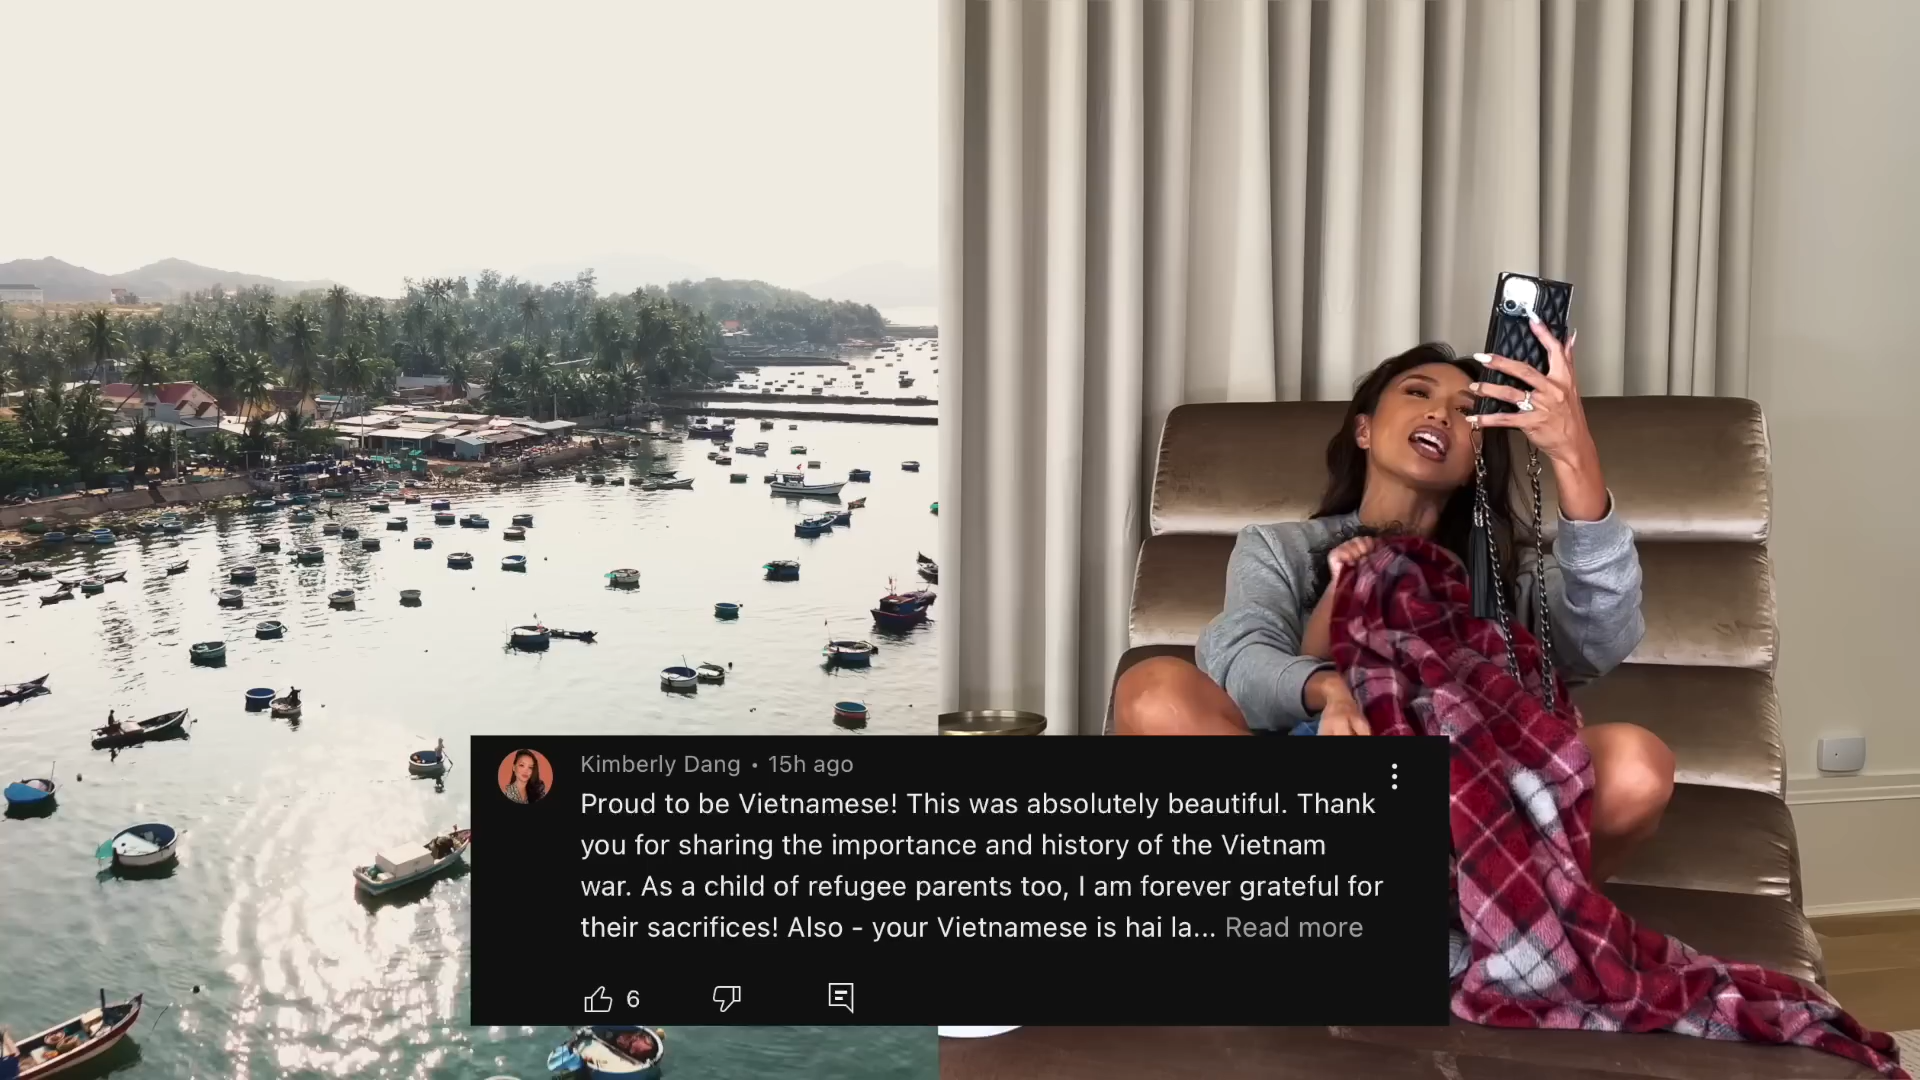 Kimberly Dang • 15h ago
Proud to be Vietnamese! This was absolutely beautiful. Thank
you for sharing the importance and history of the Vietnam
war. As a child of refugee parents too, I am forever grateful for
their sacrifices! Also - your Vietnamese is hai la... Read more
6